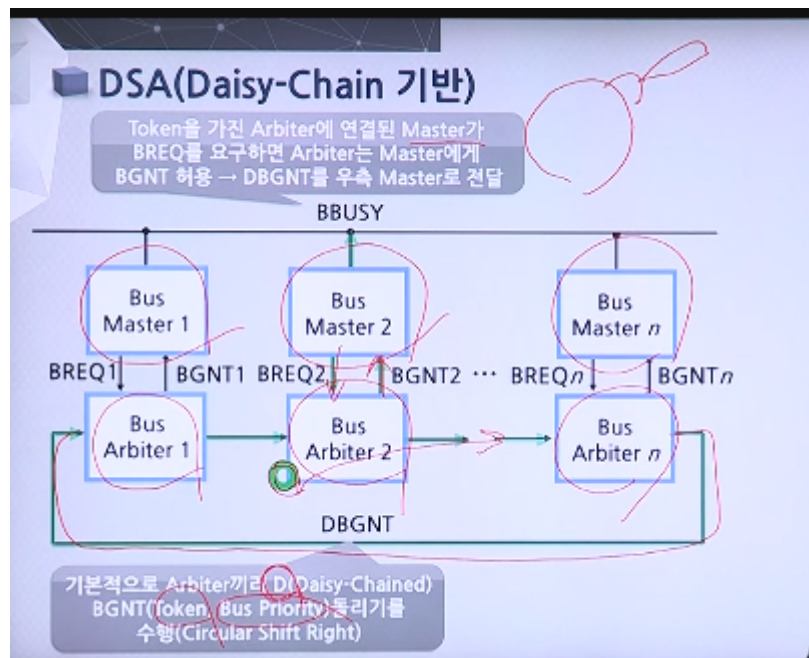 DSA(Daisy-Chain 기반)
Token을 가진 Arbiter에 연결된 Master가
BREQ를 요구하면 Arbiter는 Master에게
BGNT 허용 → DBGNT를 우측 Master로 전달
BBUSY
Bus Master 1
Bus Master 2
Bus Master n
BREQ1 BGNT1 BREQ2 BGNT2 ··· BREQn BGNTn
Bus Arbiter 1
Bus Arbiter 2
Bus Arbiter n
DBGNT
기본적으로 Arbiter끼리 D(Daisy-Chained)
BGNT(Token, Bus Priority)돌리기를
수행(Circular Shift Right)